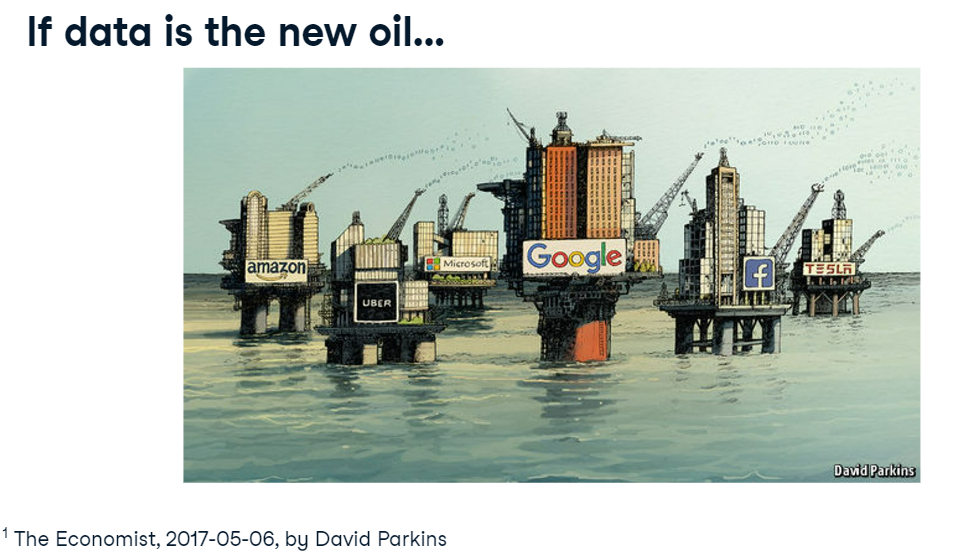 If data is the new oil...
amazon
UBER
Microsoft
Google
f
TESLA
David Parkins
1 The Economist, 2017-05-06, by David Parkins